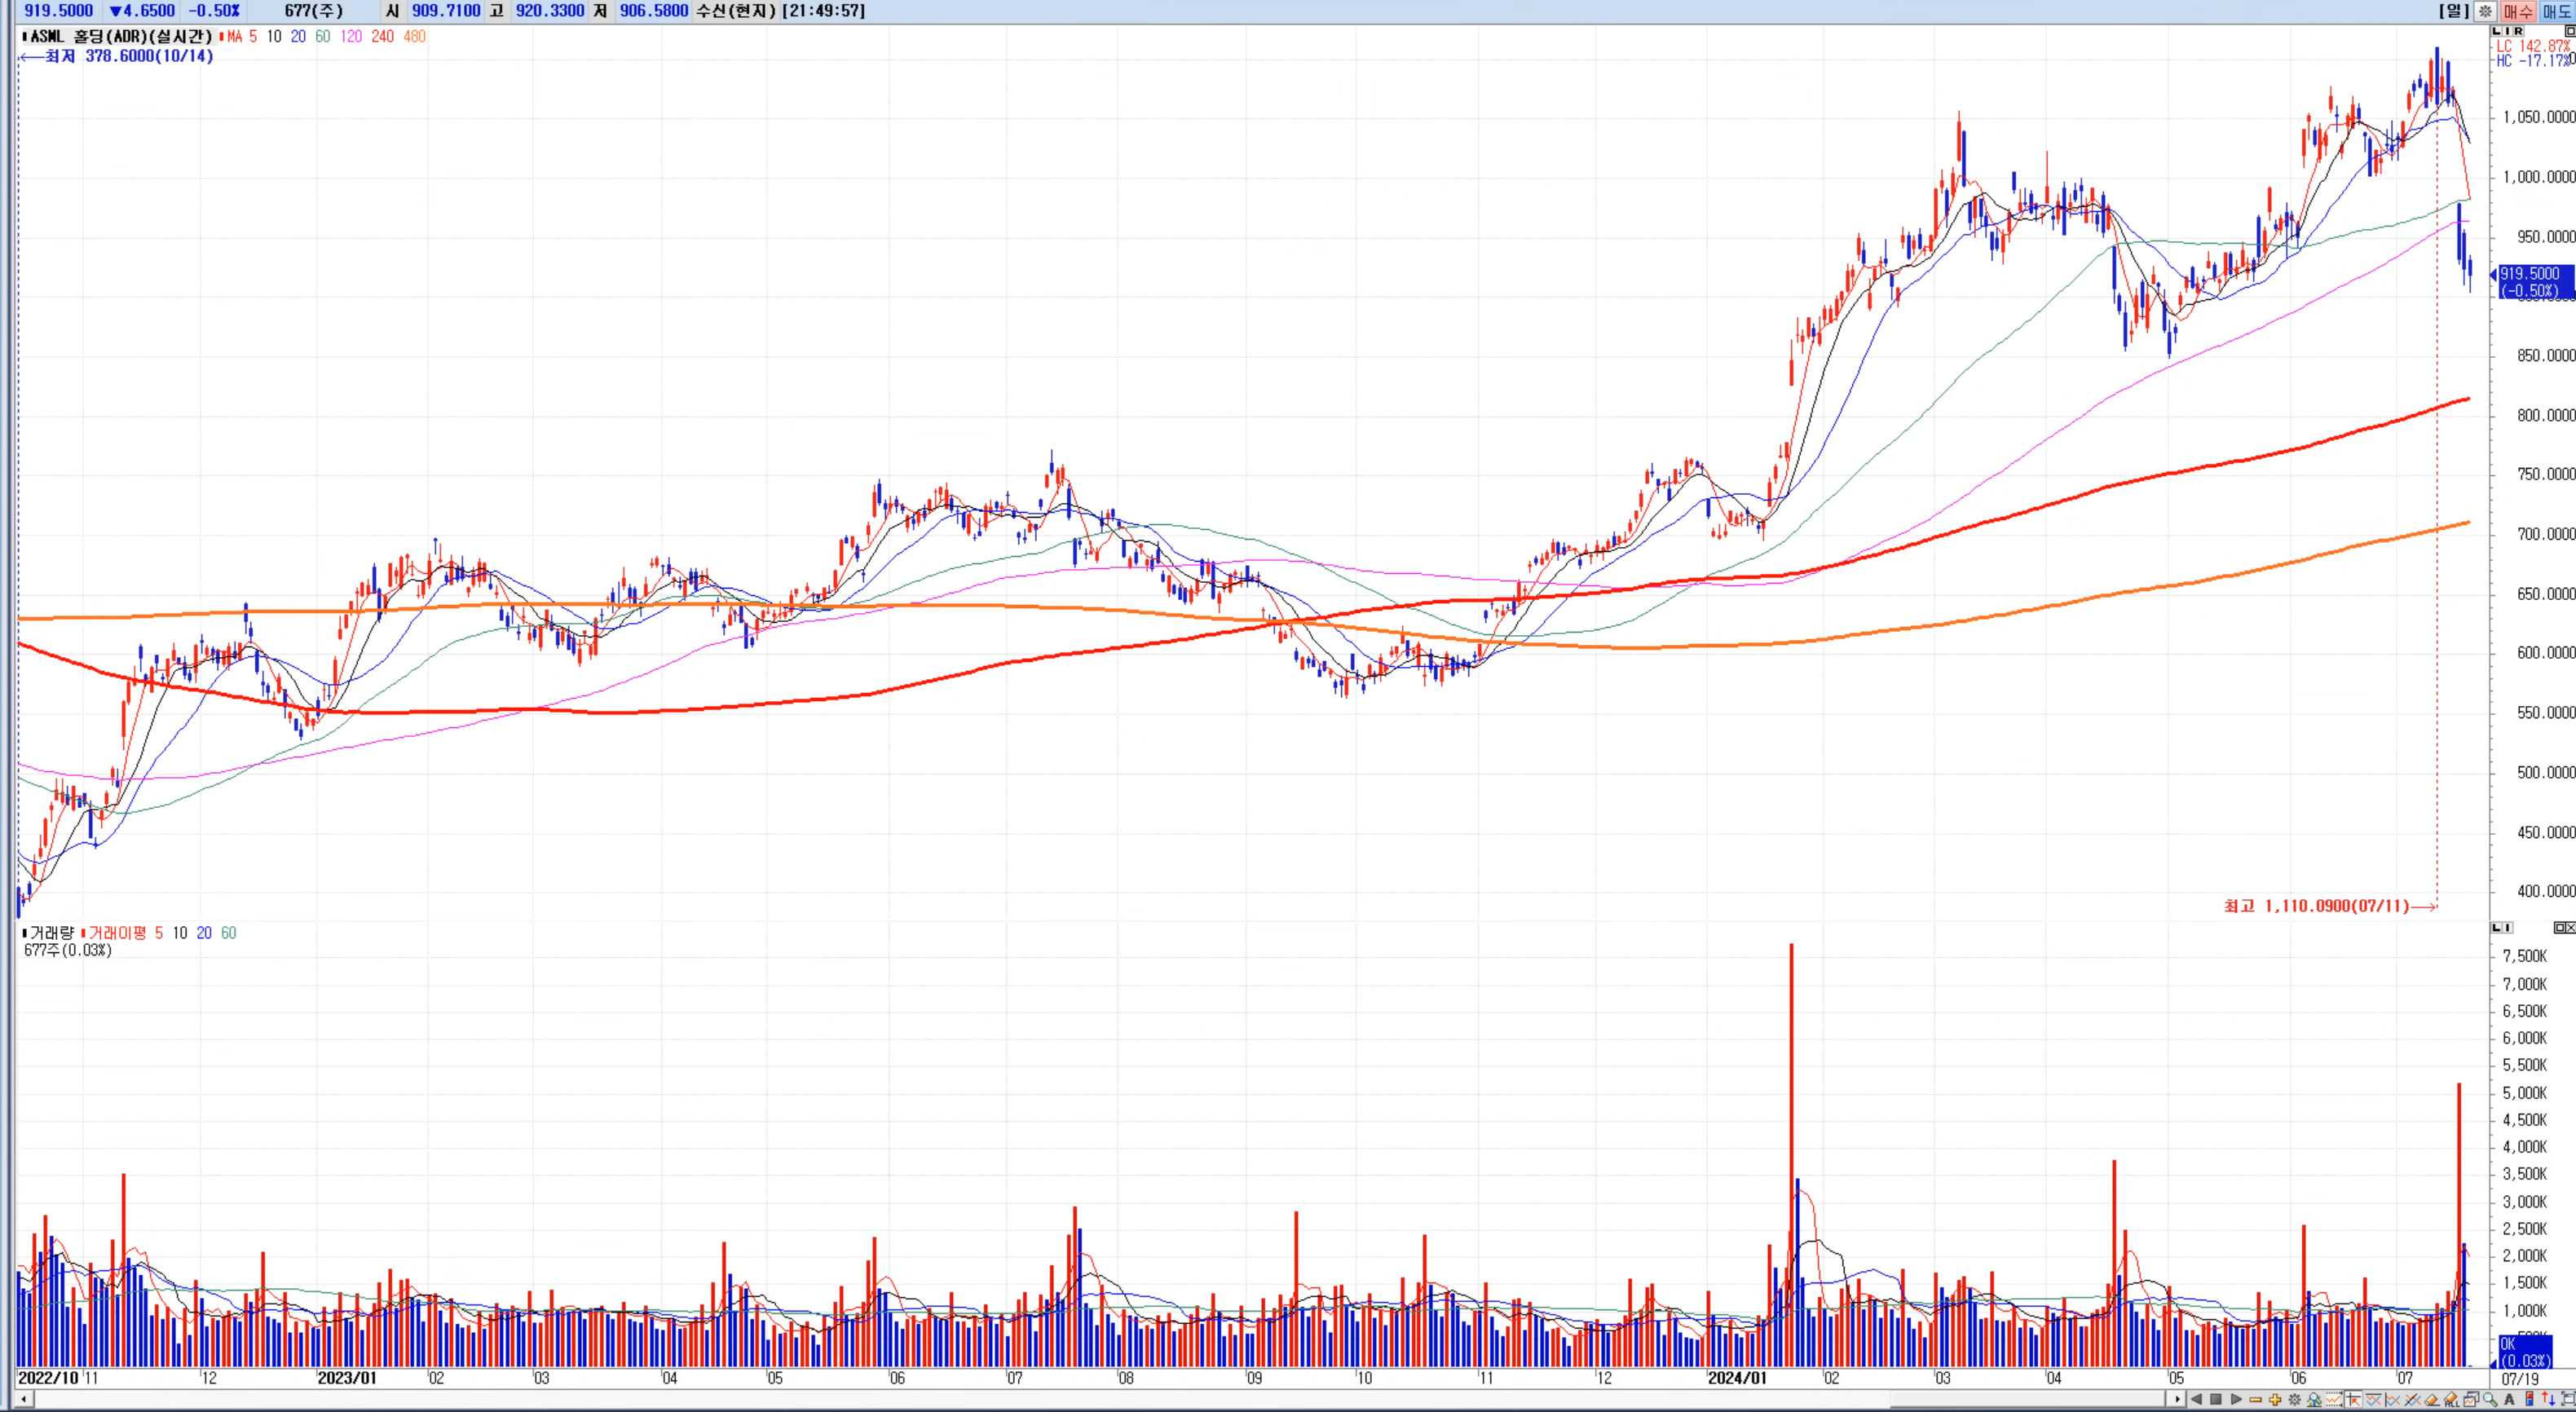 919.5000 ▼4.6500 -0.50% 677(주) 시 909.7100 고 920.3300 저 906.5800 수신(현지) [21:49:57] [일] 매수 매도
ASML 홀딩(ADR)(실시간) MA 5 10 20 60 120 240 480
최저 378.6000(10/14)
LC 142.87%
HC -17.17%
1,050.0000
1,000.0000
950.0000
919.5000
(-0.50%)
850.0000
800.0000
750.0000
700.0000
650.0000
600.0000
550.0000
500.0000
450.0000
400.0000
최고 1,110.0900(07/11)
거래량 거래이평 5 10 20 60
677주(0.03%)
7,500K
7,000K
6,500K
6,000K
5,500K
5,000K
4,500K
4,000K
3,500K
3,000K
2,500K
2,000K
1,500K
1,000K
0K
(0.03%)
2022/10 11 12 2023/01 02 03 04 05 06 07 08 09 10 11 12 2024/01 02 03 04 05 06 07 07/19